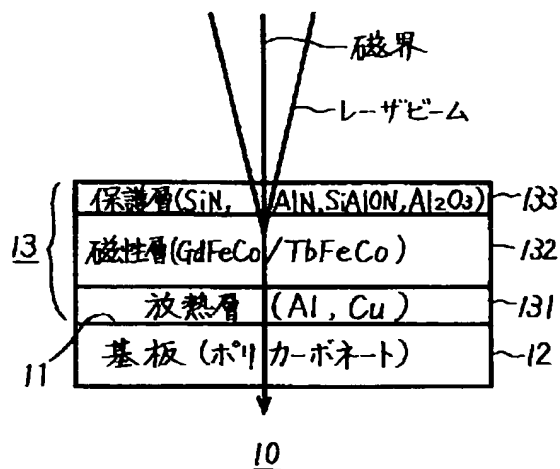 磁界
レーザビーム
保護層(SiN, AlN, SiAlON, Al2O3) 133
13
磁性層(GdFeCo/TbFeCo) 132
放熱層 (Al, Cu) 131
11
基板 (ポリカーボネート) 12
10